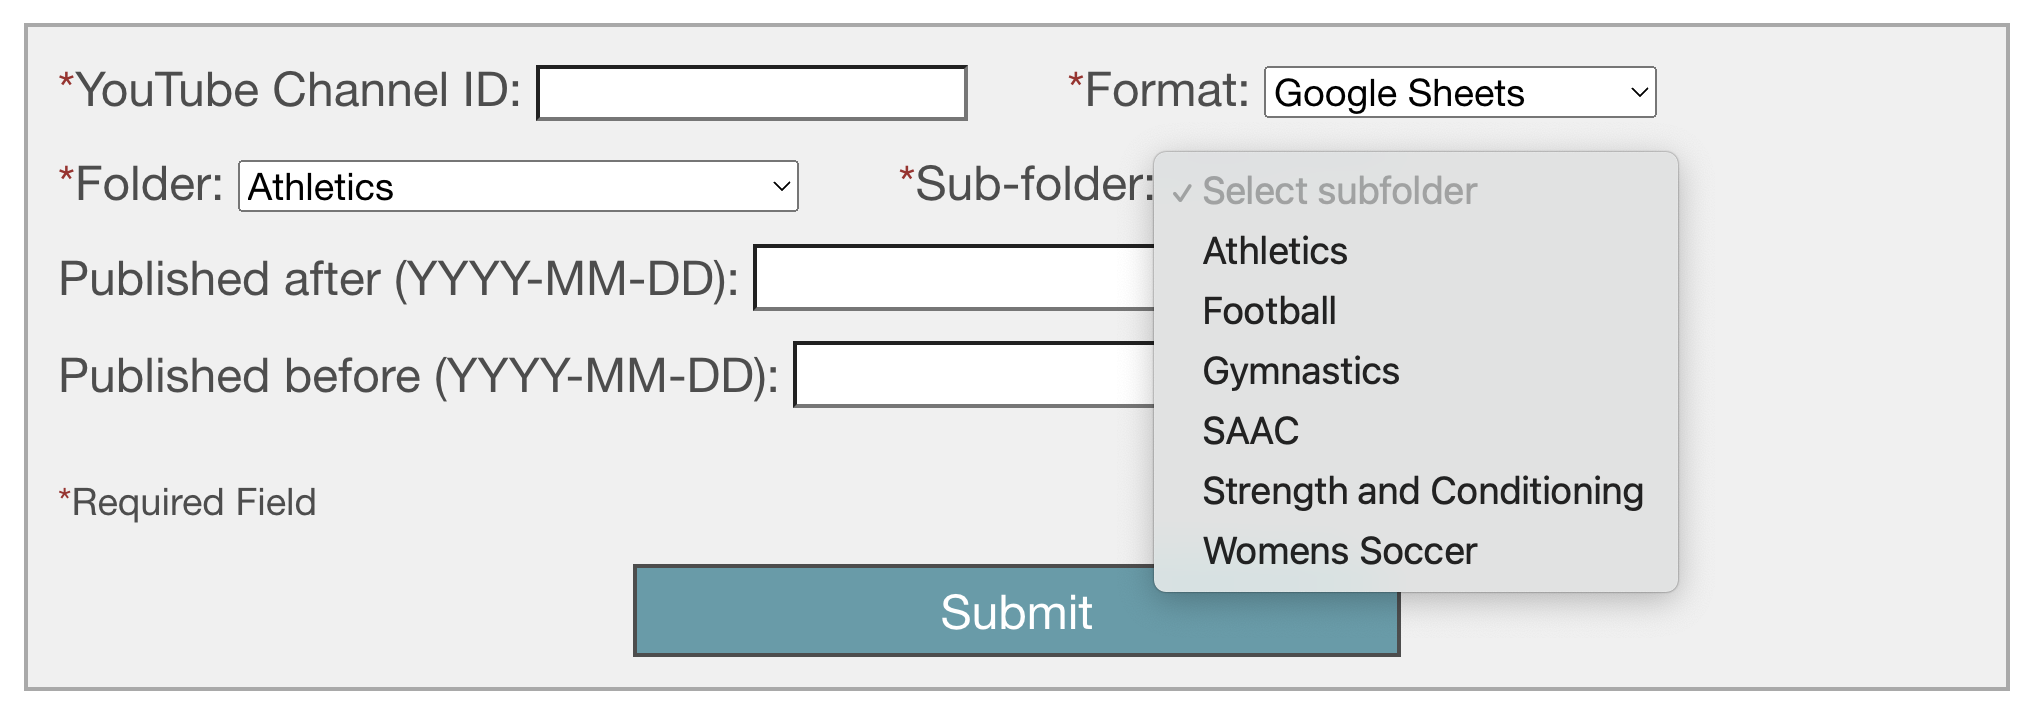 *YouTube Channel ID: *Format: Google Sheets
*Folder: Athletics *Sub-folder: ✓ Select subfolder
Athletics
Published after (YYYY-MM-DD):
Football
Gymnastics
Published before (YYYY-MM-DD):
SAAC
Strength and Conditioning
*Required Field
Womens Soccer
Submit